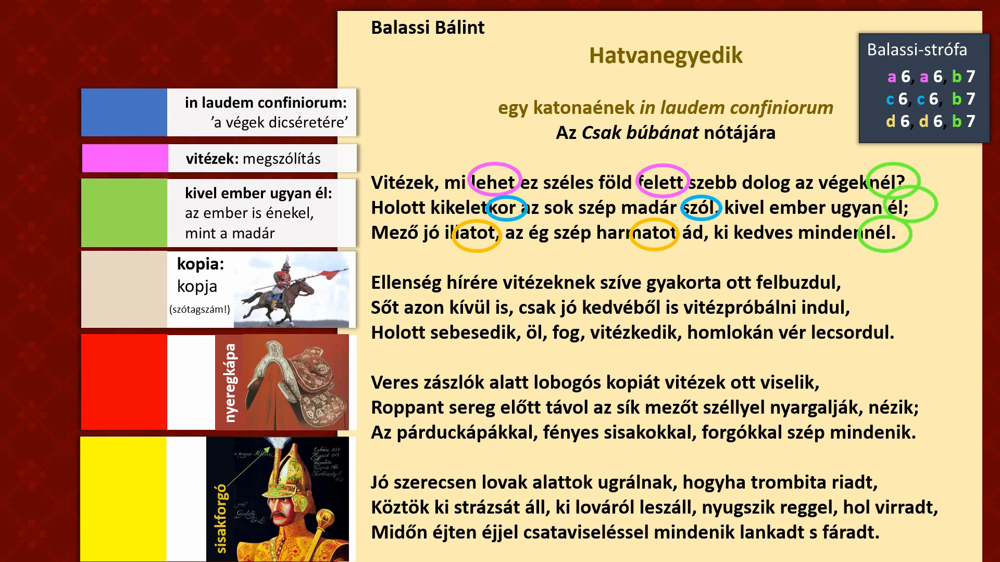 Balassi Bálint
Hatvanegyedik
egy katonaének in laudem confiniorum
Az Csak búbánat nótájára
Balassi-strófa
a 6, a 6, b 7
c 6, c 6, b 7
d 6, d 6, b 7
in laudem confiniorum:
’a végek dicséretére’
vitézek: megszólítás
kivel ember ugyan él:
az ember is énekel,
mint a madár
kopia:
kopja
(szótagszám!)
nyeregkápa
sisakforgó
Vitézek, mi lehet ez széles föld felett szebb dolog az végeknél?
Holott kikeletkor az sok szép madár szól, kivel ember ugyan él;
Mező jó illatot, az ég szép harmatot ád, ki kedves mindennél.
Ellenség hírére vitézeknek szíve gyakorta ott felbuzdul,
Sőt azon kívül is, csak jó kedvéből is vitézpróbálni indul,
Holott sebesedik, öl, fog, vitézkedik, homlokán vér lecsordul.
Veres zászlók alatt lobogós kopiát vitézek ott viselik,
Roppant sereg előtt távol az sík mezőt széllyel nyargalják, nézik;
Az párduckápákkal, fényes sisakokkal, forgókkal szép mindenik.
Jó szerecsen lovak alattok ugrálnak, hogyha trombita riadt,
Köztök ki strázsát áll, ki lováról leszáll, nyugszik reggel, hol virradt,
Midőn éjten éjjel csataviseléssel mindenik lankadt s fáradt.